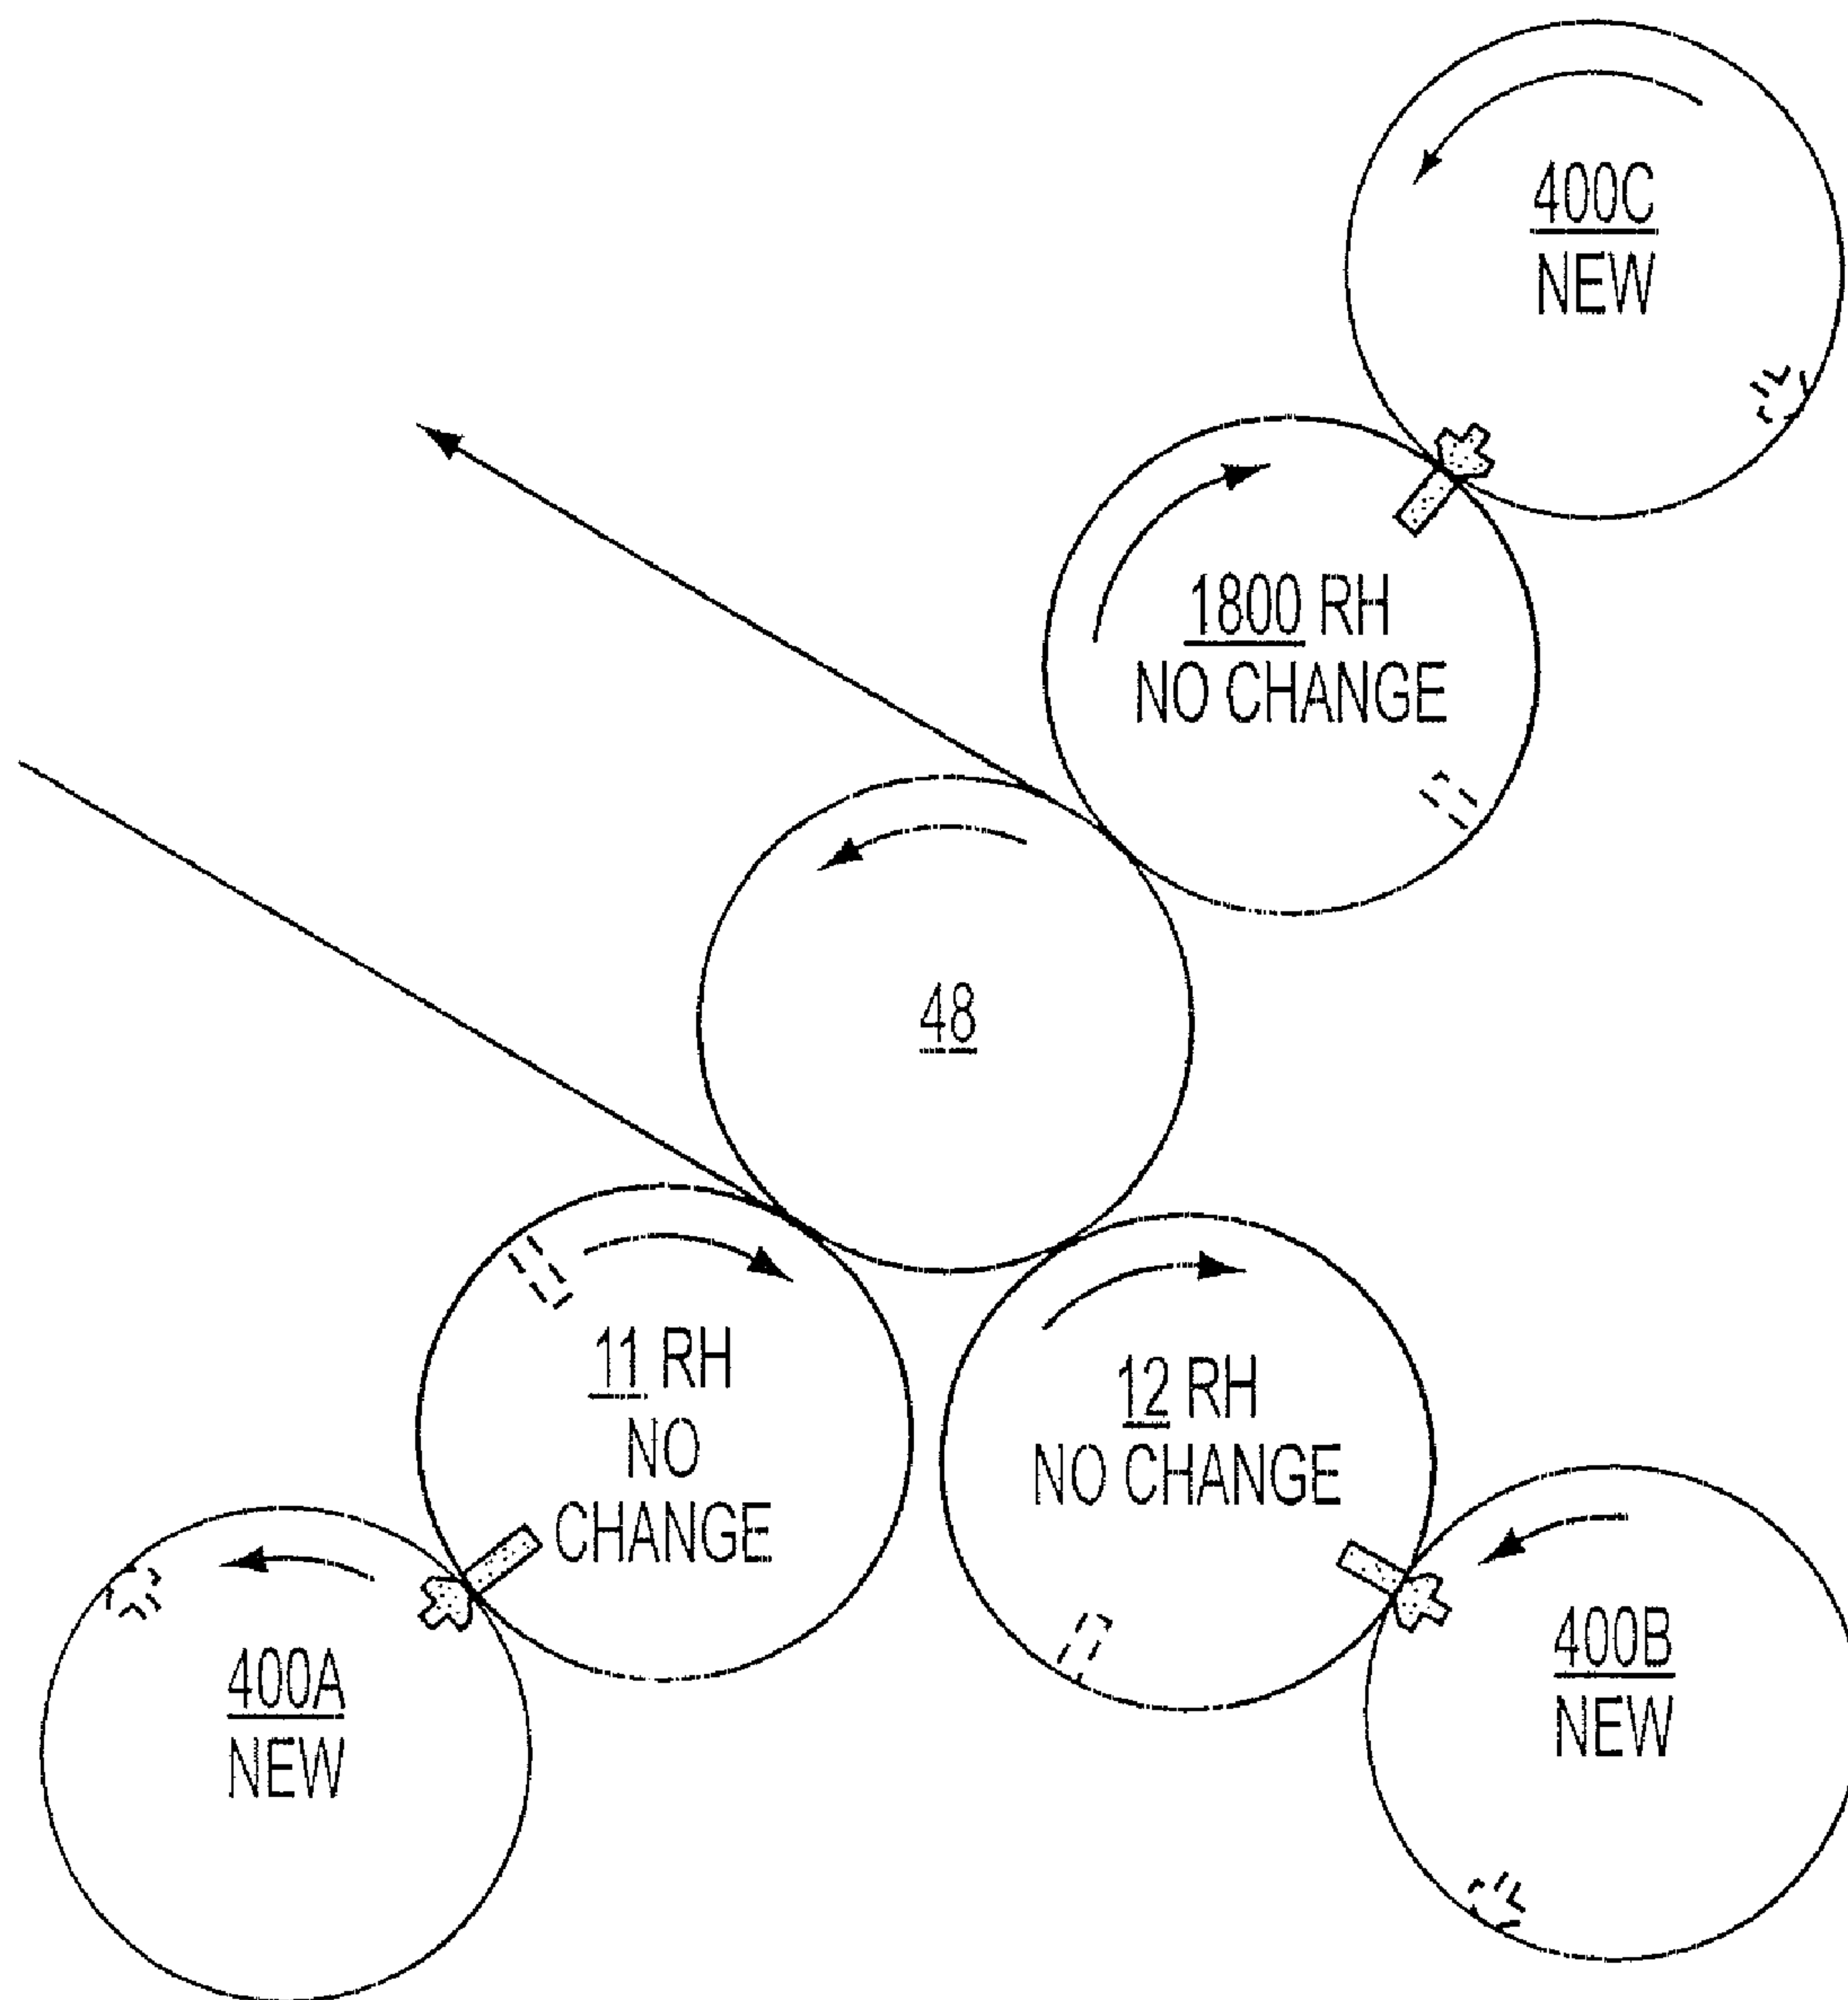 400C
NEW
1800 RH
NO CHANGE
48
11 RH
NO
CHANGE
12 RH
NO CHANGE
400A
NEW
400B
NEW